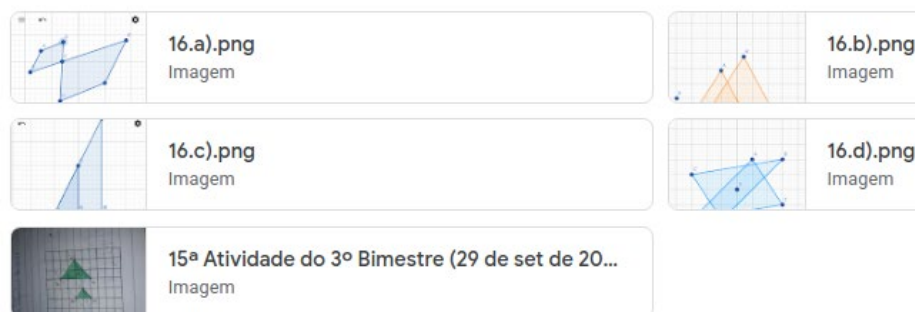 16.a).png
Imagem
16.b).png
Imagem
16.c).png
Imagem
16.d).png
Imagem
15ª Atividade do 3º Bimestre (29 de set de 20...
Imagem